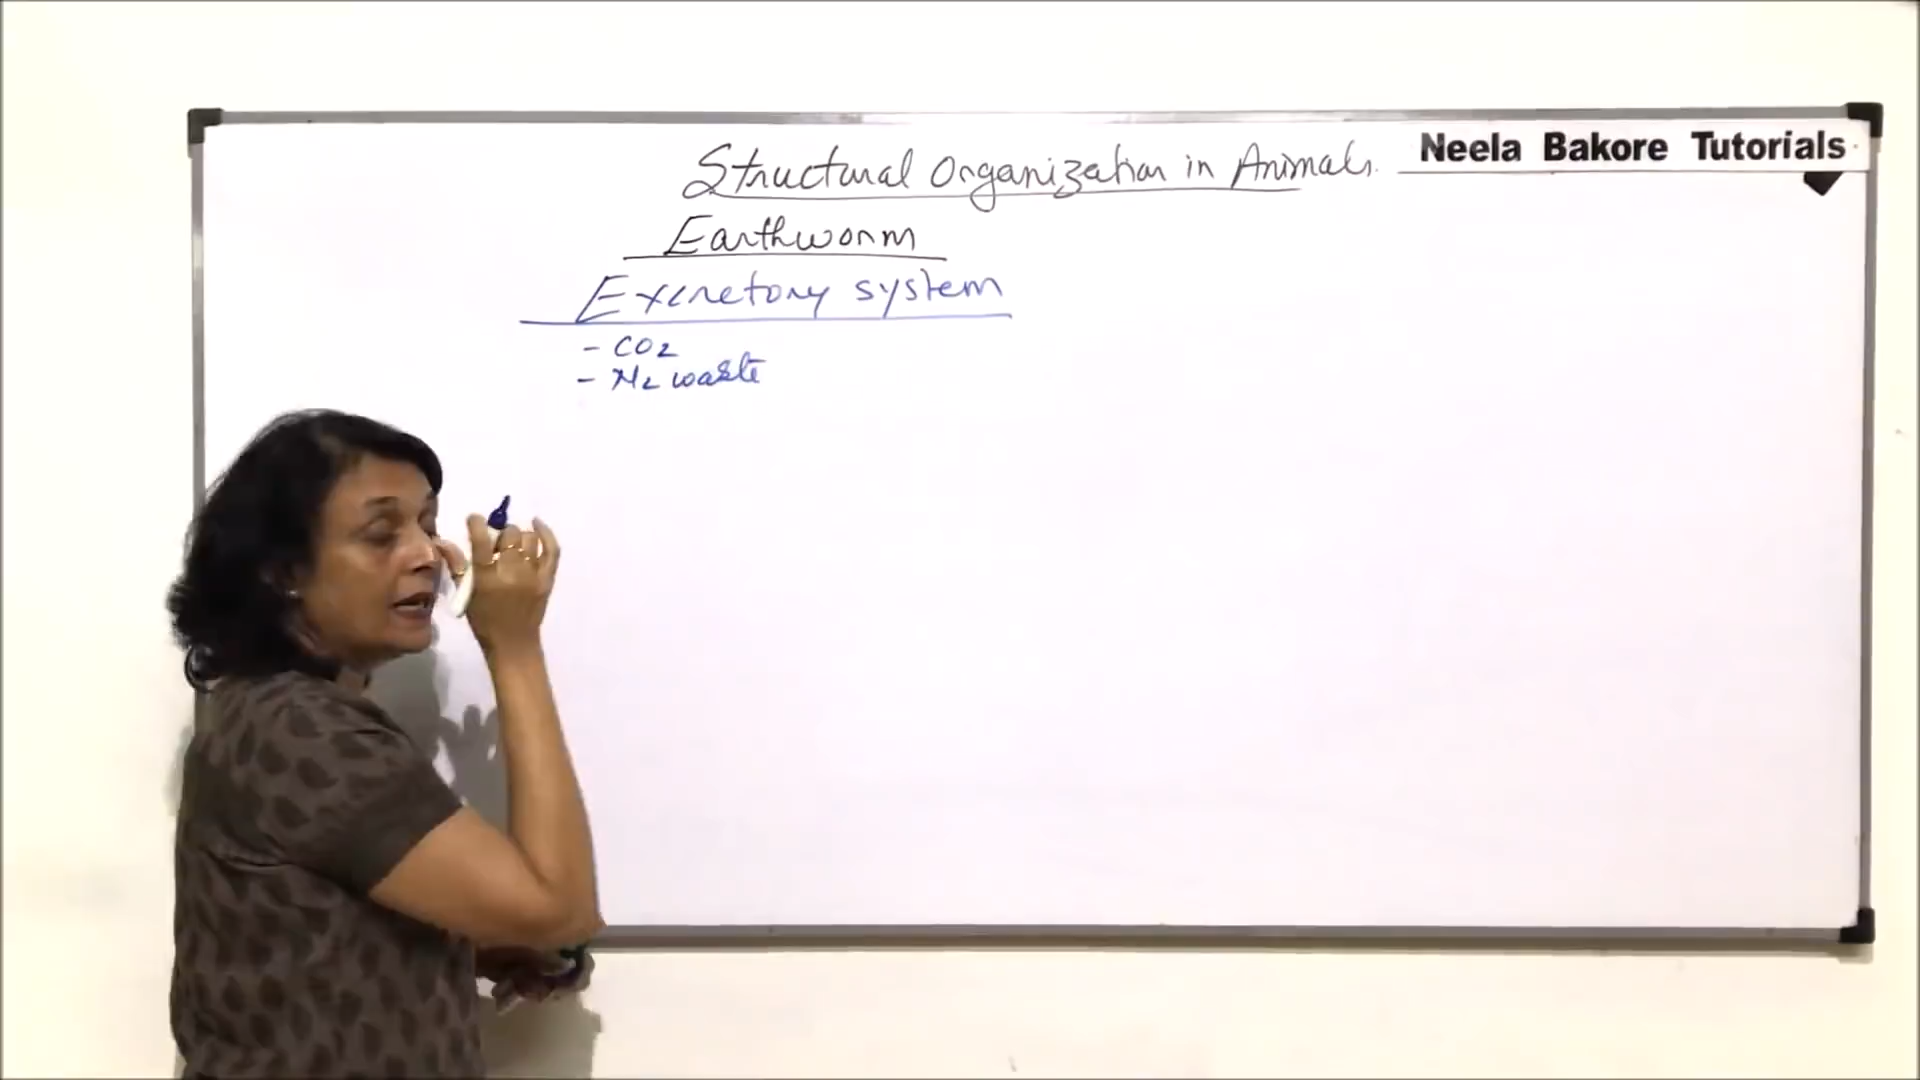 Structural Organization in Animals.
Neela Bakore Tutorials
Earthworm
Excretory system
- CO2
- N2 waste